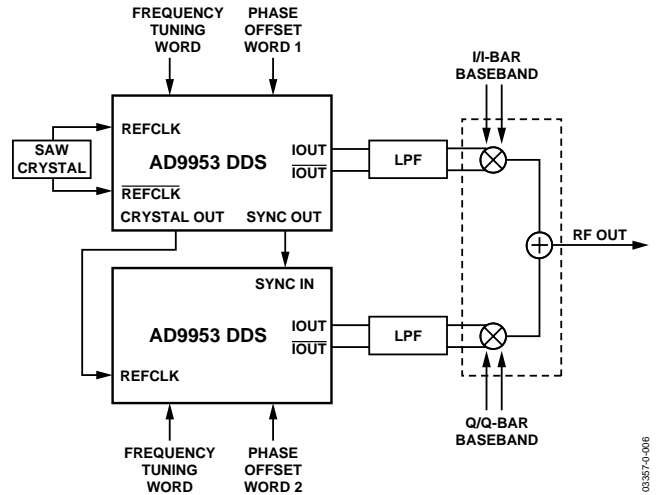 FREQUENCY
TUNING
WORD
PHASE
OFFSET
WORD 1
I/I-BAR
BASEBAND
REFCLK
SAW
CRYSTAL
AD9953 DDS
IOUT
IOUT
LPF
REFCLK
CRYSTAL OUT
SYNC OUT
RF OUT
SYNC IN
AD9953 DDS
IOUT
IOUT
LPF
REFCLK
FREQUENCY
TUNING
WORD
PHASE
OFFSET
WORD 2
Q/Q-BAR
BASEBAND
03357-0-006